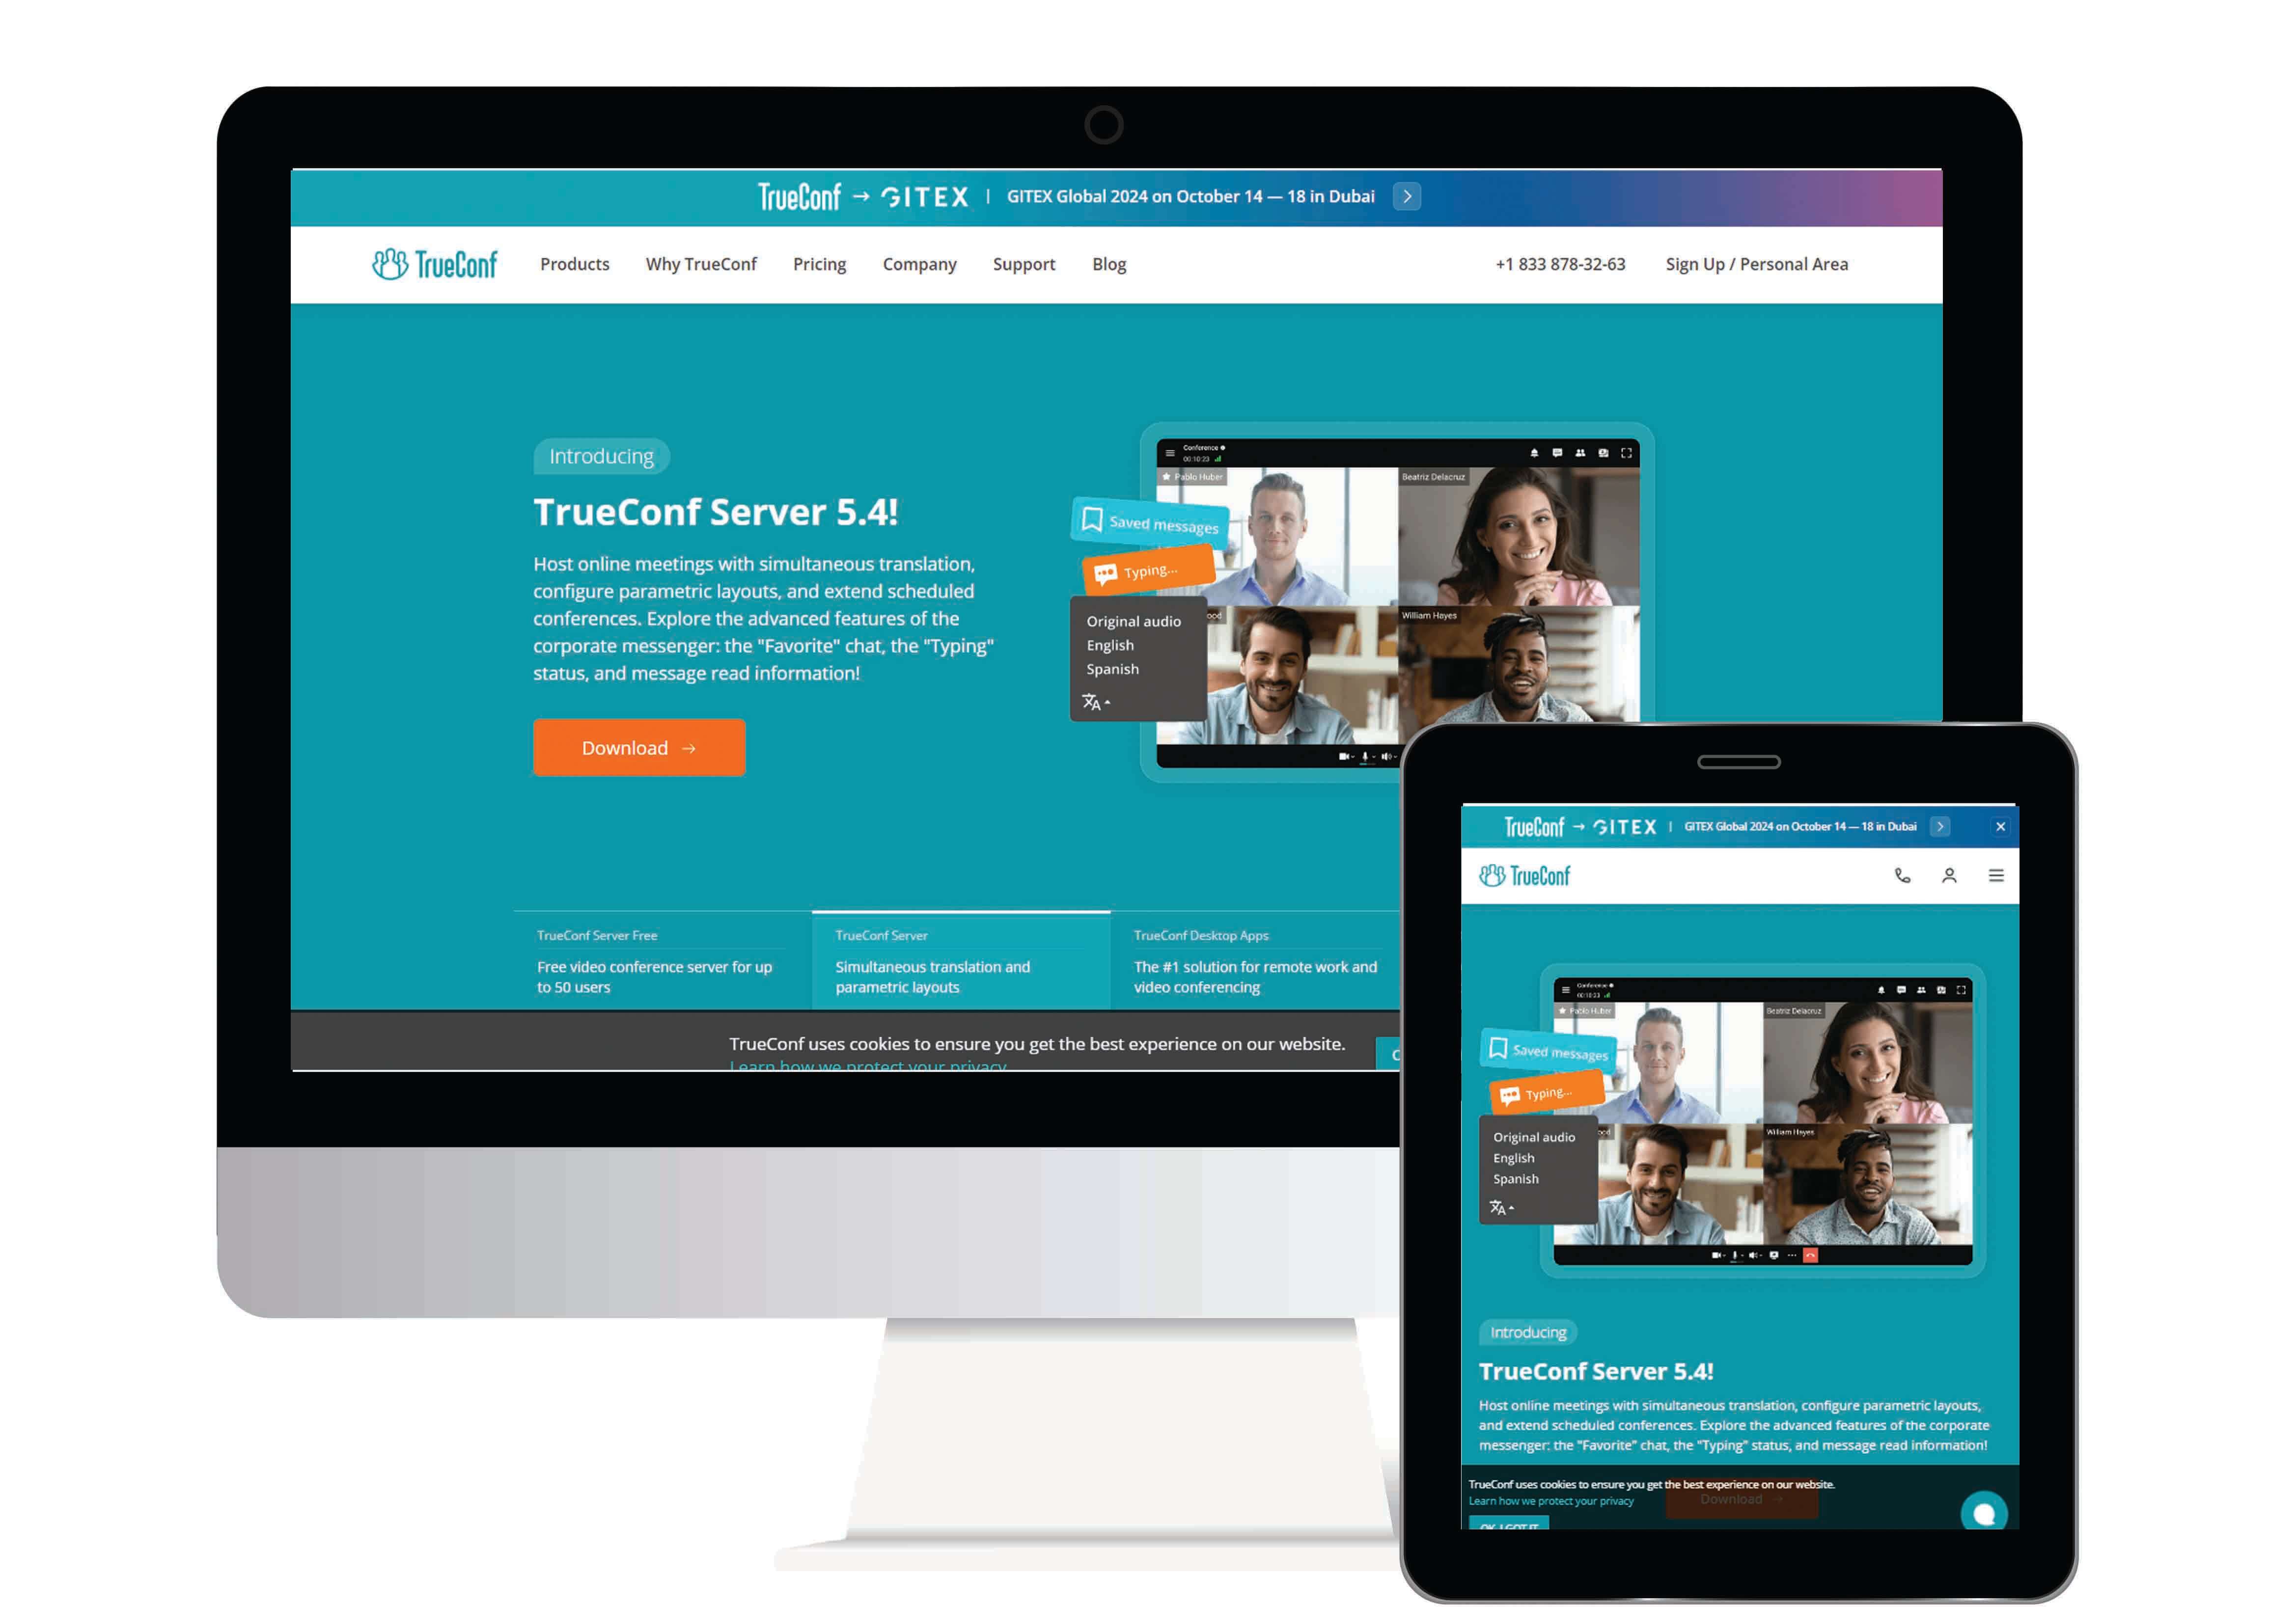 TrueConf → GITEX | GITEX Global 2024 on October 14 — 18 in Dubai
TrueConf Products Why TrueConf Pricing Company Support Blog +1 833 878-32-63 Sign Up / Personal Area
Introducing
TrueConf Server 5.4!
Host online meetings with simultaneous translation,
configure parametric layouts, and extend scheduled
conferences. Explore the advanced features of the
corporate messenger: the "Favorite" chat, the "Typing"
status, and message read information!
Download →
Conference
00:10:23
Pablo Huber
Beatriz Delacruz
Saved messages
Typing...
William Hayes
Original audio
English
Spanish
TrueConf Server Free
Free video conference server for up
to 50 users
TrueConf Server
Simultaneous translation and
parametric layouts
TrueConf Desktop Apps
The #1 solution for remote work and
video conferencing
TrueConf uses cookies to ensure you get the best experience on our website.
Learn how we protect your privacy
TrueConf → GITEX | GITEX Global 2024 on October 14 — 18 in Dubai
TrueConf
Conference
00:10:23
Pablo Huber
Beatriz Delacruz
Saved messages
Typing...
William Hayes
Original audio
English
Spanish
Introducing
TrueConf Server 5.4!
Host online meetings with simultaneous translation, configure parametric layouts,
and extend scheduled conferences. Explore the advanced features of the corporate
messenger: the "Favorite" chat, the "Typing" status, and message read information!
TrueConf uses cookies to ensure you get the best experience on our website.
Download →
Learn how we protect your privacy
OK, I GOT IT